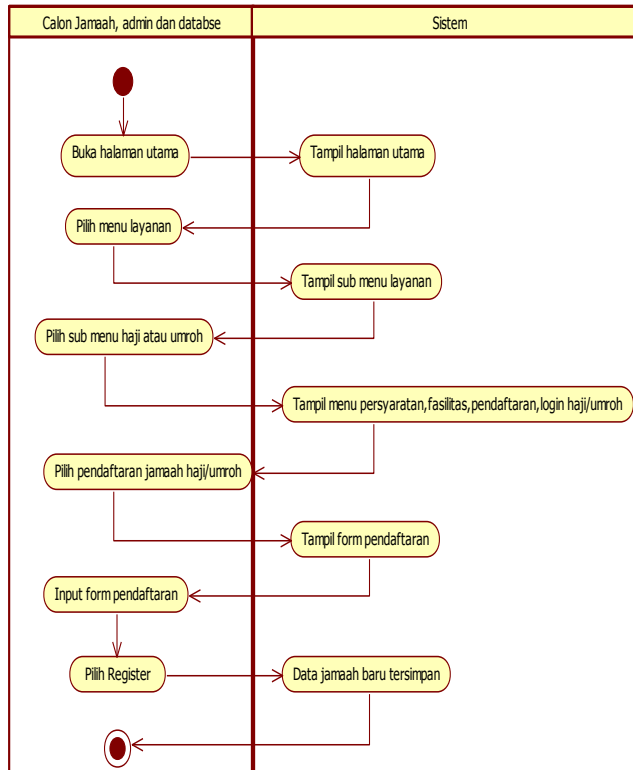 Calon Jamaah, admin dan databse
Sistem
Buka halaman utama
Tampil halaman utama
Pilih menu layanan
Tampil sub menu layanan
Pilih sub menu haji atau umroh
Tampil menu persyaratan,fasilitas,pendaftaran,login haji/umroh
Pilih pendaftaran jamaah haji/umroh
Tampil form pendaftaran
Input form pendaftaran
Pilih Register
Data jamaah baru tersimpan